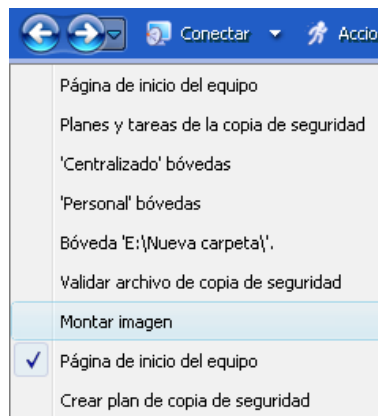 Conectar Accio
Página de inicio del equipo
Planes y tareas de la copia de seguridad
'Centralizado' bóvedas
'Personal' bóvedas
Bóveda 'E:\Nueva carpeta\'.
Validar archivo de copia de seguridad
Montar imagen
Página de inicio del equipo
Crear plan de copia de seguridad